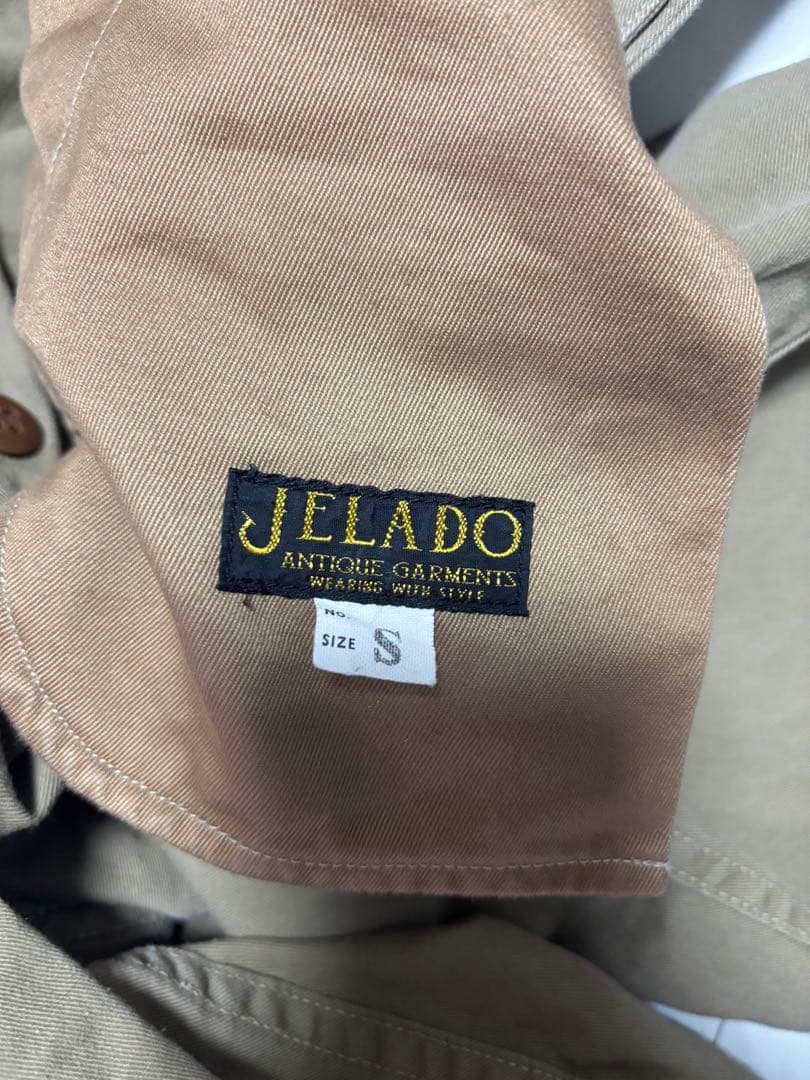 JELADO
ANTIQUE GARMENTS
WEARING WITH STYLE
NO.
SIZE S